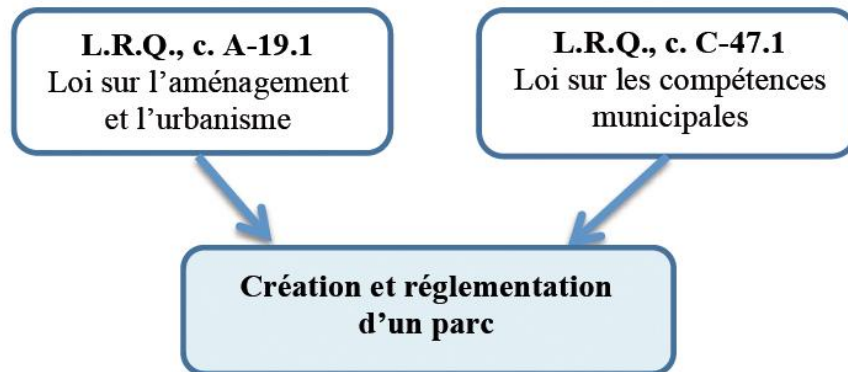 L.R.Q., c. A-19.1
Loi sur l’aménagement
et l’urbanisme
L.R.Q., c. C-47.1
Loi sur les compétences
municipales
Création et réglementation
d’un parc